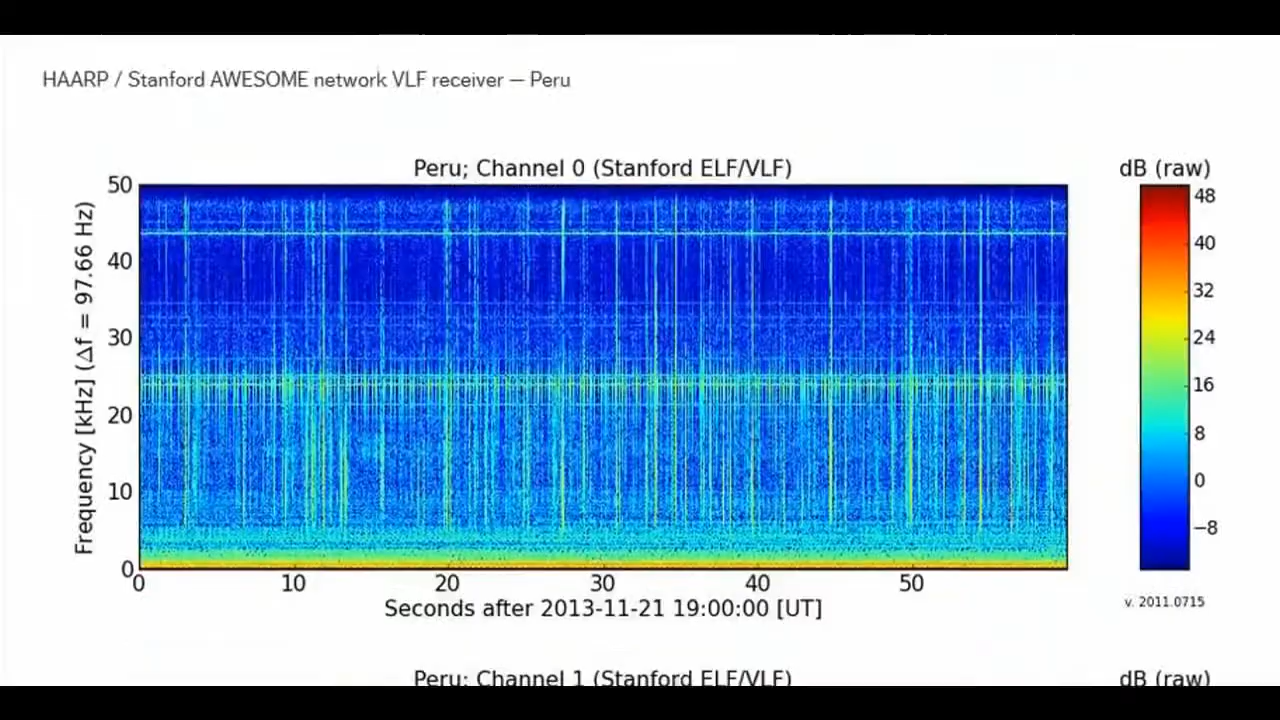 HAARP / Stanford AWESOME network VLF receiver — Peru
Peru; Channel 0 (Stanford ELF/VLF)
dB (raw)
Frequency [kHz] (Δf = 97.66 Hz)
50
40
30
20
10
0
0 10 20 30 40 50
Seconds after 2013-11-21 19:00:00 [UT]
48
40
32
24
16
8
0
−8
v. 2011.0715
Peru; Channel 1 (Stanford ELF/VLF)
dB (raw)